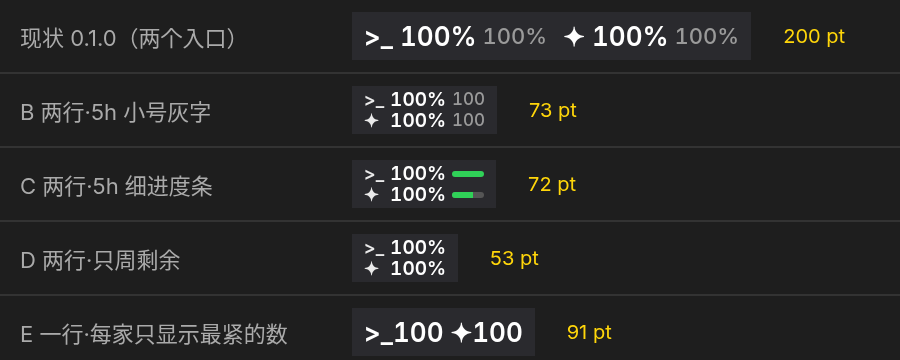 现状 0.1.0（两个入口） >_ 100% 100% ✦ 100% 100% 200 pt
B 两行·5h 小号灰字 >_ 100% 100 73 pt
✦ 100% 100
C 两行·5h 细进度条 >_ 100% 72 pt
✦ 100%
D 两行·只周剩余 >_ 100% 53 pt
✦ 100%
E 一行·每家只显示最紧的数 >_100 ✦100 91 pt